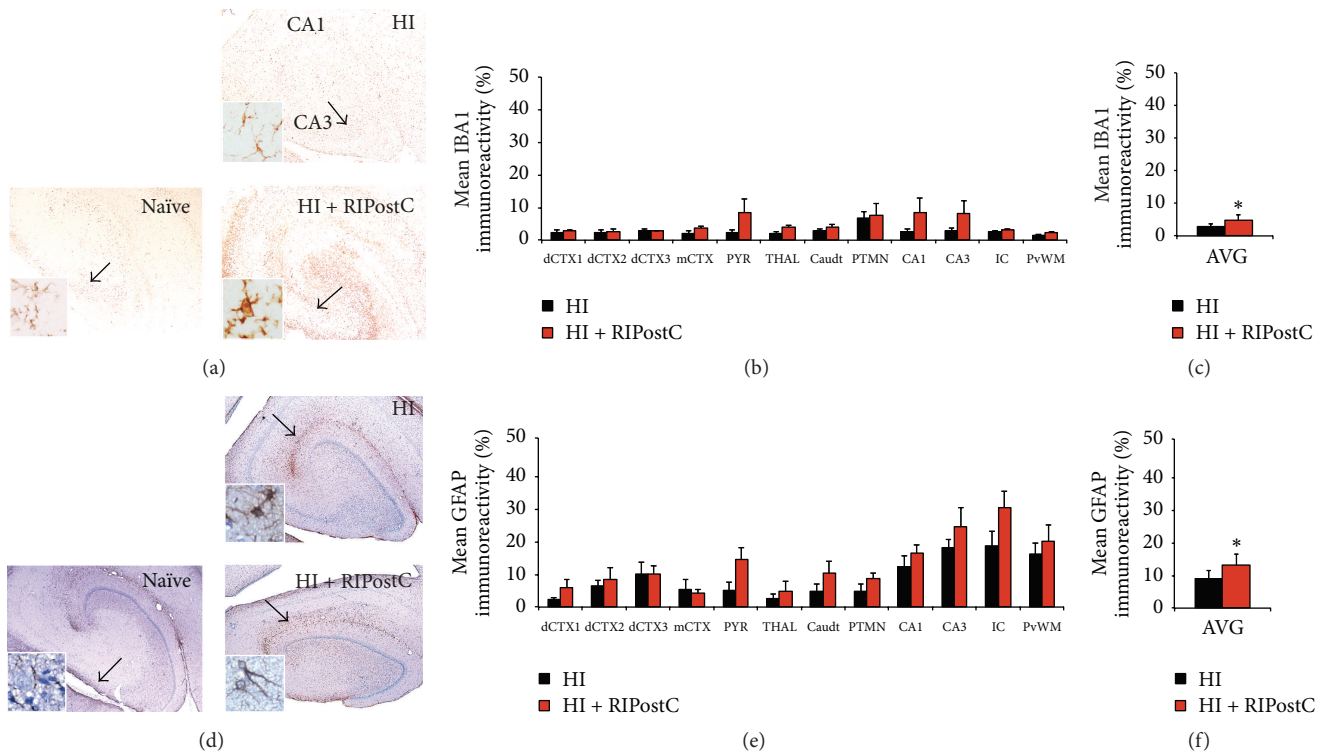 CA1
HI
CA3
Naïve
HI + RIPostC
(a)
Mean IBA1
immunoreactivity (%)
50
40
30
20
10
0
dCTX1 dCTX2 dCTX3 mCTX PYR THAL Caudt PTMN CA1 CA3 IC PvWM
HI
HI + RIPostC
(b)
Mean IBA1
immunoreactivity (%)
50
40
30
20
10
0
*
AVG
HI
HI + RIPostC
(c)
HI
Naïve
HI + RIPostC
(d)
Mean GFAP
immunoreactivity (%)
50
40
30
20
10
0
dCTX1 dCTX2 dCTX3 mCTX PYR THAL Caudt PTMN CA1 CA3 IC PvWM
HI
HI + RIPostC
(e)
Mean GFAP
immunoreactivity (%)
50
40
30
20
10
0
*
AVG
HI
HI + RIPostC
(f)